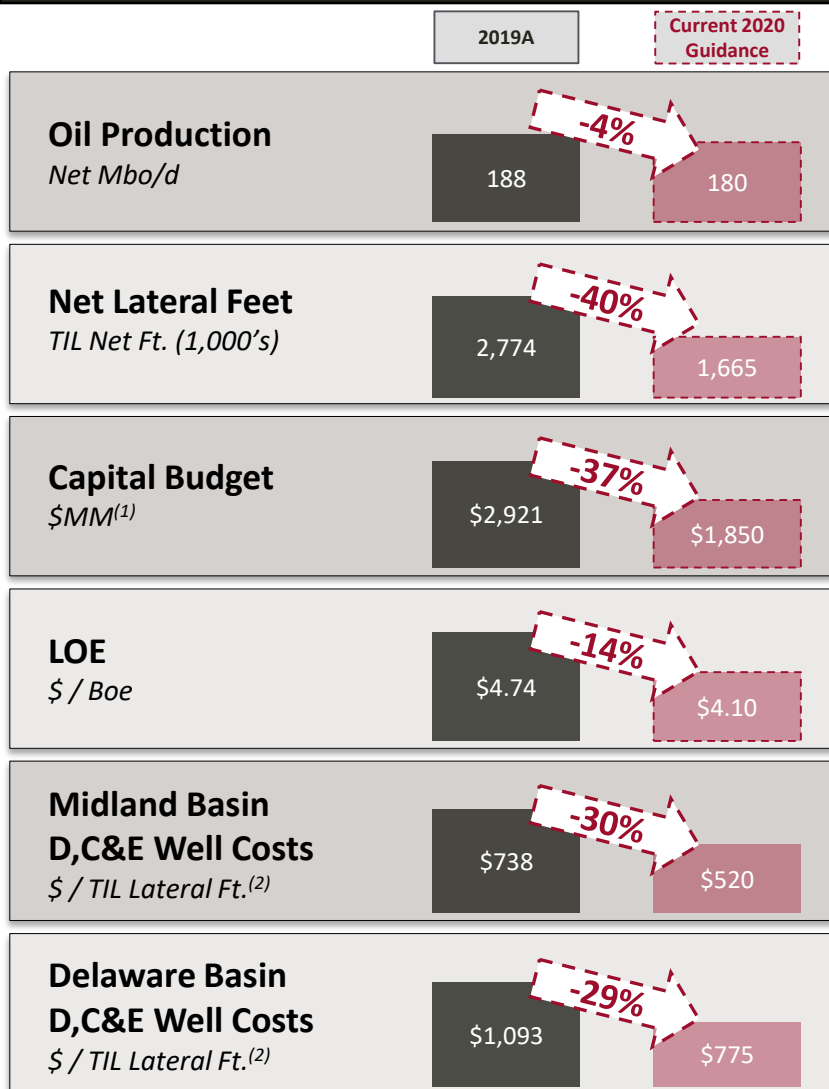 2019A
Current 2020
Guidance
Oil Production
Net Mbo/d
188
-4%
180
Net Lateral Feet
TIL Net Ft. (1,000’s)
2,774
-40%
1,665
Capital Budget
$MM(1)
$2,921
-37%
$1,850
LOE
$ / Boe
$4.74
-14%
$4.10
Midland Basin
D,C&E Well Costs
$ / TIL Lateral Ft.(2)
$738
-30%
$520
Delaware Basin
D,C&E Well Costs
$ / TIL Lateral Ft.(2)
$1,093
-29%
$775